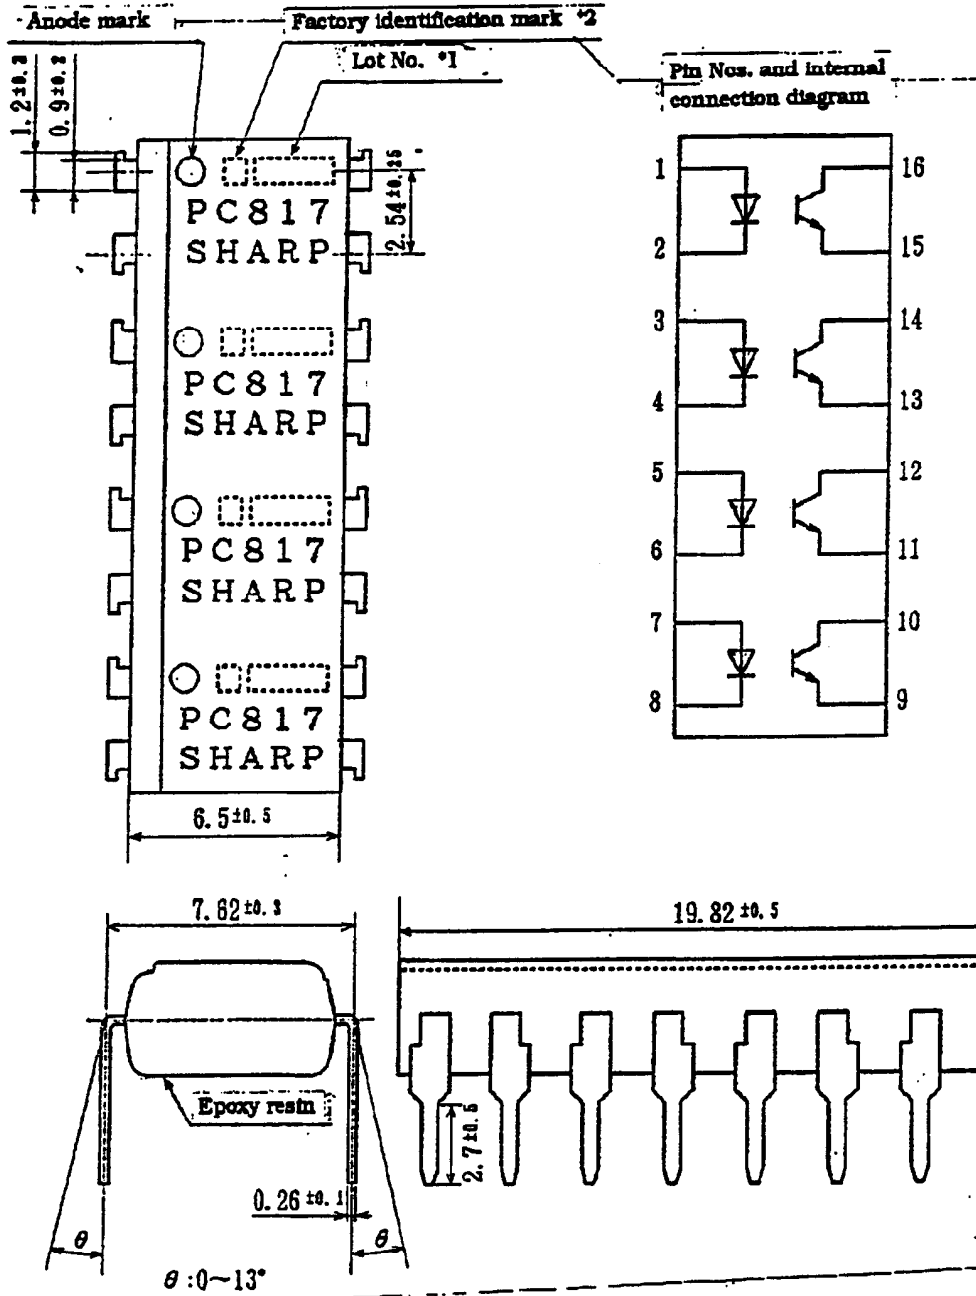 Anode mark
Factory identification mark *2
Lot No. *1
Pin Nos. and internal
connection diagram
1.2±0.3
0.9±0.2
2.54±0.25
PC817
SHARP
PC817
SHARP
PC817
SHARP
PC817
SHARP
6.5±0.5
1
2
3
4
5
6
7
8
16
15
14
13
12
11
10
9
7.62±0.3
19.82±0.5
Epoxy resin
2.7±0.5
0.26±0.1
θ
θ
θ:0~13°